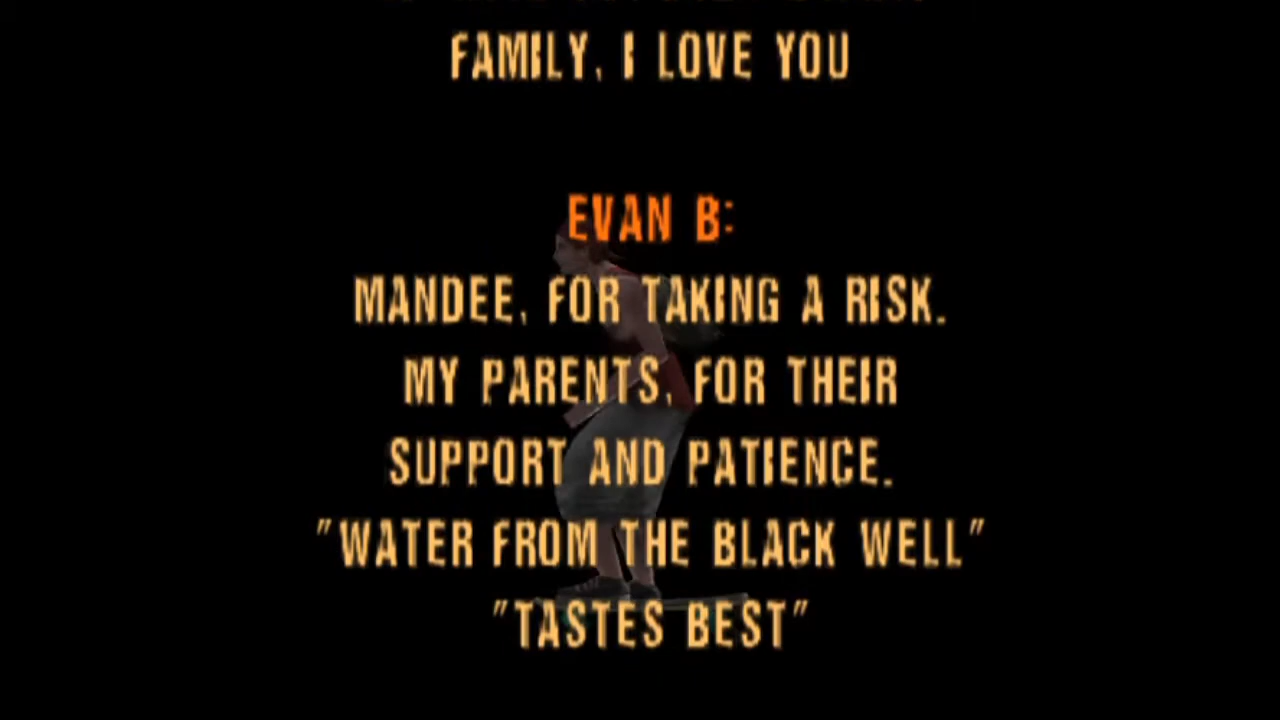 FAMILY, I LOVE YOU
EVAN B:
MANDEE, FOR TAKING A RISK.
MY PARENTS, FOR THEIR
SUPPORT AND PATIENCE.
"WATER FROM THE BLACK WELL"
"TASTES BEST"